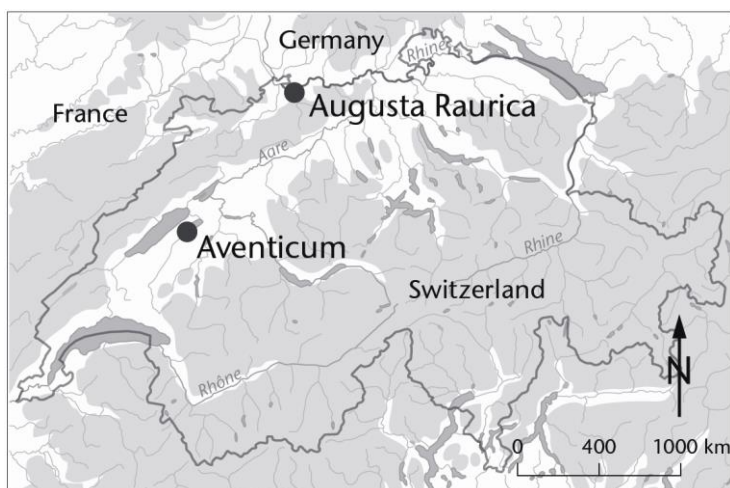 Germany
Rhine
France
Augusta Raurica
Aare
Aventicum
Rhine
Switzerland
Rhône
N
0 400 1000 km